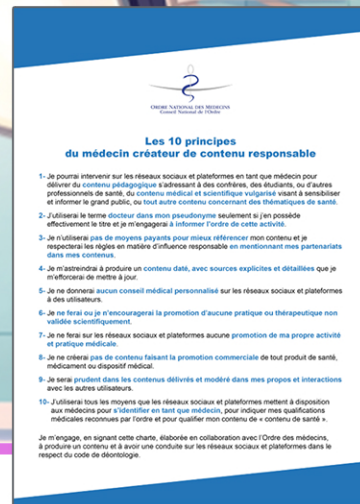 ORDRE NATIONAL DES MÉDECINS
Conseil National de l'Ordre
Les 10 principes
du médecin créateur de contenu responsable
1- Je pourrai intervenir sur les réseaux sociaux et plateformes en tant que médecin pour
délivrer du contenu pédagogique s'adressant à des confrères, des étudiants, ou d'autres
professionnels de santé, du contenu médical et scientifique vulgarisé visant à sensibiliser
et informer le grand public, ou tout autre contenu concernant des thématiques de santé.
2- J'utiliserai le terme docteur dans mon pseudonyme seulement si j'en possède
effectivement le titre et je m'engagerai à informer l'ordre de cette activité.
3- Je n'utiliserai pas de moyens payants pour mieux référencer mon contenu et je
respecterai les règles en matière d'influence responsable en mentionnant mes partenariats
dans mes contenus.
4- Je m'astreindrai à produire un contenu daté, avec sources explicites et détaillées que je
m'efforcerai de mettre à jour.
5- Je ne donnerai aucun conseil médical personnalisé sur les réseaux sociaux et plateformes
à des utilisateurs.
6- Je ne ferai ou je n'encouragerai la promotion d'aucune pratique ou thérapeutique non
validée scientifiquement.
7- Je ne ferai sur les réseaux sociaux et plateformes aucune promotion de ma propre activité
et pratique médicale.
8- Je ne créerai pas de contenu faisant la promotion commerciale de tout produit de santé,
médicament ou dispositif médical.
9- Je serai prudent dans les contenus délivrés et modéré dans mes propos et interactions
avec les autres utilisateurs.
10- J'utiliserai tous les moyens que les réseaux sociaux et plateformes mettent à disposition
aux médecins pour s'identifier en tant que médecin, pour indiquer mes qualifications
médicales reconnues par l'ordre et pour qualifier mon contenu de « contenu de santé ».
Je m'engage, en signant cette charte, élaborée en collaboration avec l'Ordre des médecins,
à produire un contenu et à avoir une conduite sur les réseaux sociaux et plateformes dans le
respect du code de déontologie.